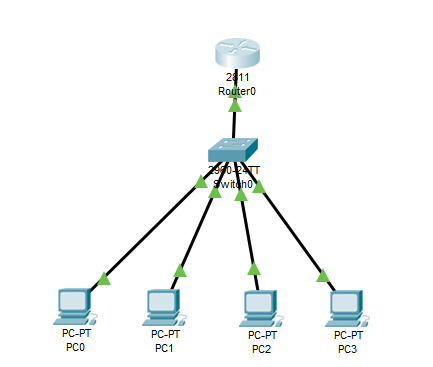 2811
Router0
2960-24TT
Switch0
PC-PT
PC0
PC-PT
PC1
PC-PT
PC2
PC-PT
PC3